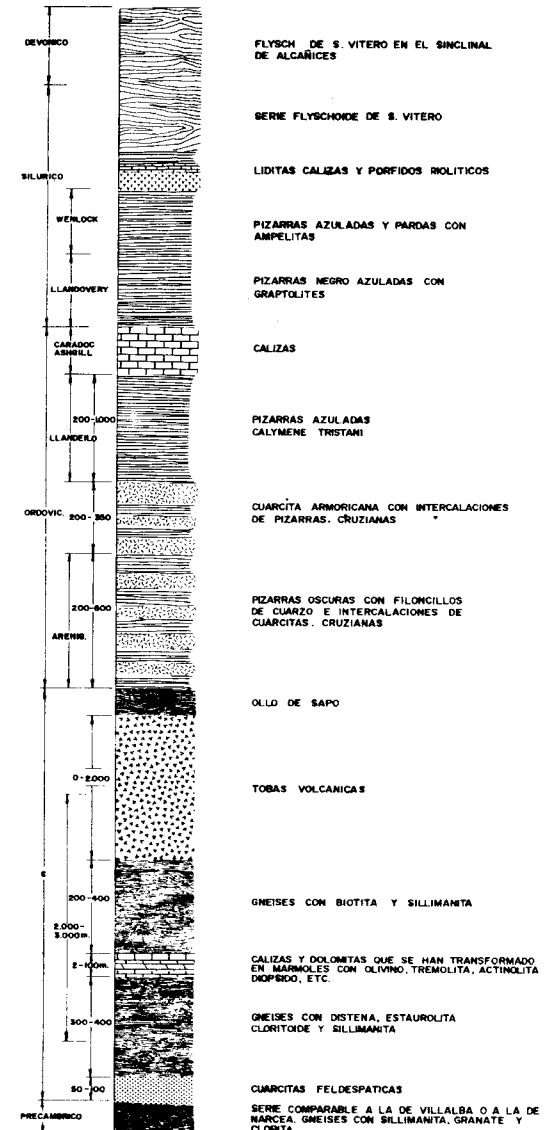 DEVONICO
FLYSCH DE S. VITERO EN EL SINCLINAL
DE ALCAÑICES
SERIE FLYSCHOIDE DE S. VITERO
SILURICO
LIDITAS CALIZAS Y PORFIDOS RIOLITICOS
WENLOCK
PIZARRAS AZULADAS Y PARDAS CON
AMPELITAS
LLANDOVERY
PIZARRAS NEGRO AZULADAS CON
GRAPTOLITES
CARADOC
ASHGILL
CALIZAS
200-1000
LLANDEILO
PIZARRAS AZULADAS
CALYMENE TRISTANI
ORDOVIC.
200-350
CUARCITA ARMORICANA CON INTERCALACIONES
DE PIZARRAS. CRUZIANAS
200-600
ARENIG.
PIZARRAS OSCURAS CON FILONCILLOS
DE CUARZO E INTERCALACIONES DE
CUARCITAS. CRUZIANAS
OLLO DE SAPO
0-2.000
TOBAS VOLCANICAS
200-400
GNEISES CON BIOTITA Y SILLIMANITA
2.000-
3.000m.
2-100m.
CALIZAS Y DOLOMITAS QUE SE HAN TRANSFORMADO
EN MARMOLES CON OLIVINO, TREMOLITA, ACTINOLITA
DIOPSIDO, ETC.
300-400
GNEISES CON DISTENA, ESTAUROLITA
CLORITOIDE Y SILLIMANITA
50-100
CUARCITAS FELDESPATICAS
PRECAMBRICO
SERIE COMPARABLE A LA DE VILLALBA O A LA DE
NARCEA. GNEISES CON SILLIMANITA, GRANATE Y
CLORITA